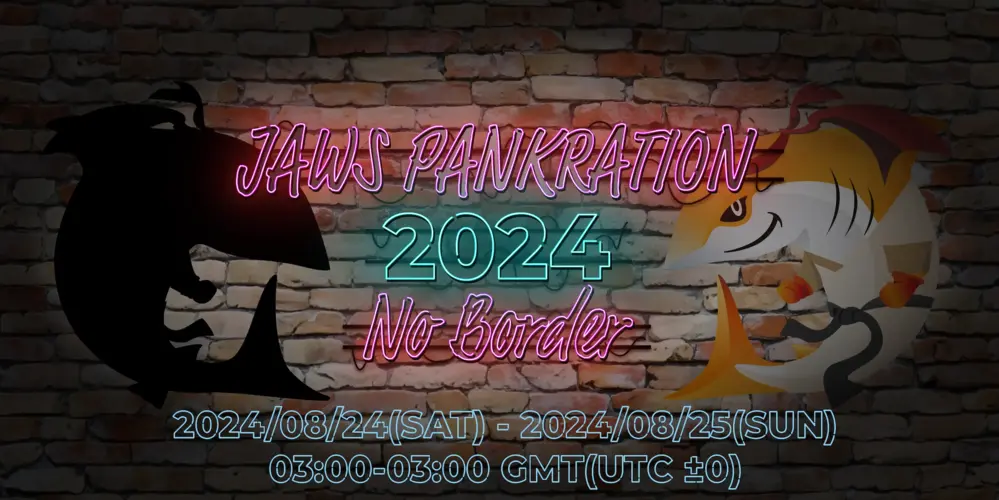 JAWS PANKRATION
2024
No Border
2024/08/24(SAT) - 2024/08/25(SUN)
03:00-03:00 GMT(UTC ±0)